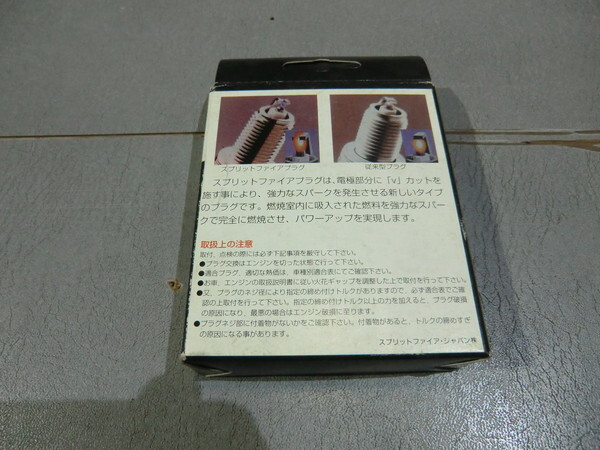 スプリットファイアプラグ
従来型プラグ
スプリットファイアプラグは、電極部分に「v」カットを
施す事により、強力なスパークを発生させる新しいタイプ
のプラグです。燃焼室内に吸入された燃料を強力なスパー
クで完全に燃焼させ、パワーアップを実現します。
取扱上の注意
取付、点検の際には必ず下記事項を厳守して下さい。
●プラグ交換はエンジンを切った状態で行って下さい。
●適合プラグ、適切な熱価は、車種別適合表にてご確認下さい。
●お車、エンジンの取扱説明書に従い火花ギャップを調整した上で取付を行って下さい。
●又、プラグのネジ径により指定の締め付けトルクがありますので、必ず適合表でご確
認の上取付を行って下さい。指定の締め付けトルク以上の力を加えると、プラグ破損
の原因になり、最悪の場合はエンジン破損に至ります。
●プラグネジ部に付着物がないかをご確認下さい。付着物があると、トルクの締めすぎ
の原因になる事があります。
スプリットファイア・ジャパン㈱